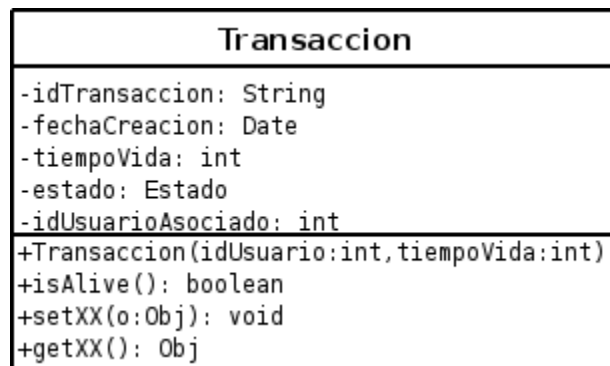 Transaccion
-idTransaccion: String
-fechaCreacion: Date
-tiempoVida: int
-estado: Estado
-idUsuarioAsociado: int
+Transaccion(idUsuario:int,tiempoVida:int)
+isAlive(): boolean
+setXX(o:Obj): void
+getXX(): Obj